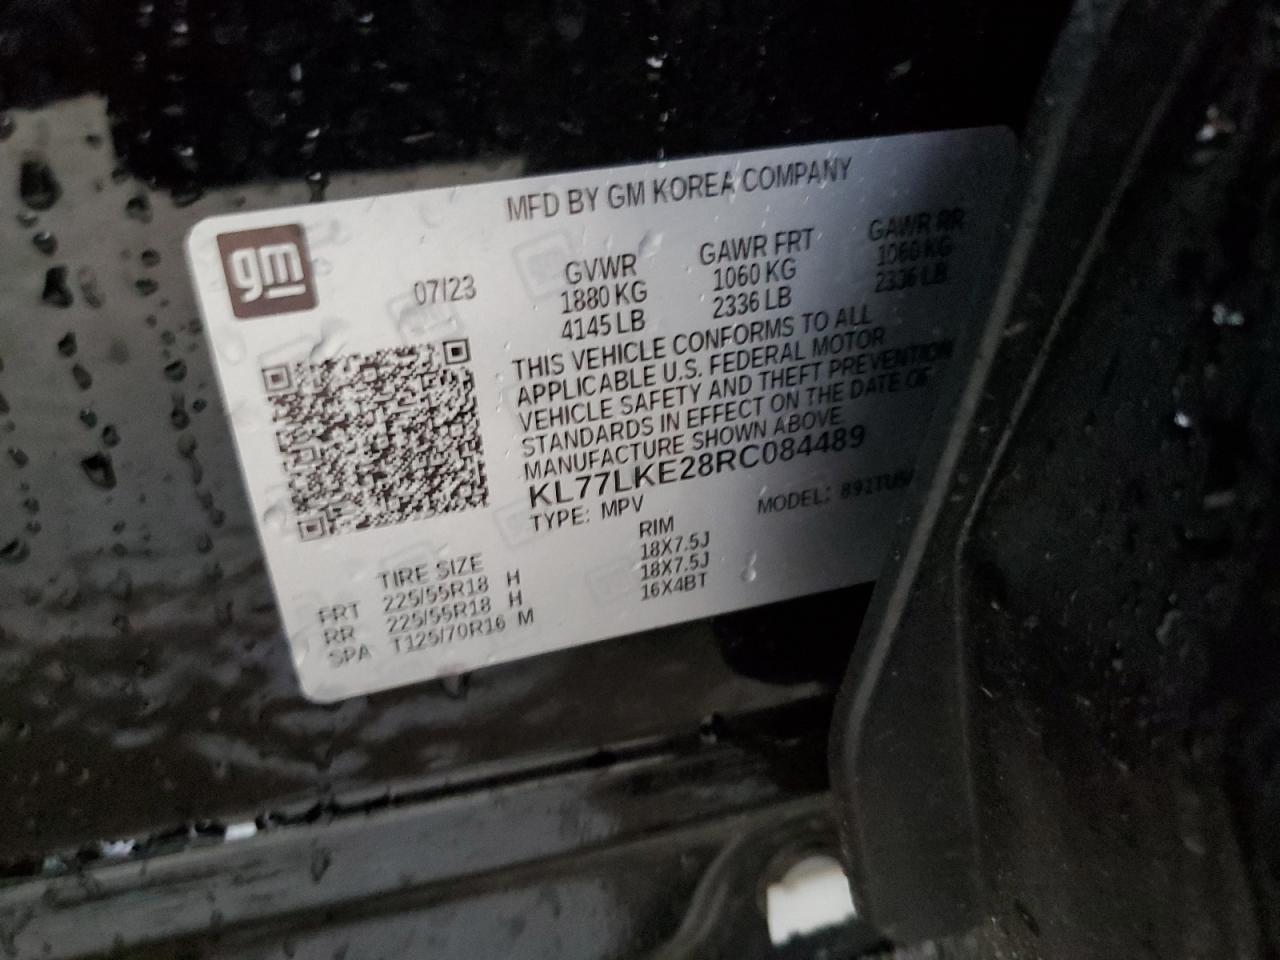 MFD BY GM KOREA COMPANY
gm
07/23
GVWR GAWR FRT GAWR RR
1880 KG 1060 KG 1060 KG
4145 LB 2336 LB 2336 LB
THIS VEHICLE CONFORMS TO ALL
APPLICABLE U.S. FEDERAL MOTOR
VEHICLE SAFETY AND THEFT PREVENTION
STANDARDS IN EFFECT ON THE DATE OF
MANUFACTURE SHOWN ABOVE
KL77LKE28RC084489
TYPE: MPV MODEL:
TIRE SIZE RIM
FRT 225/55R18 H 18X7.5J
RR 225/55R18 H 18X7.5J
SPA T125/70R16 M 16X4BT